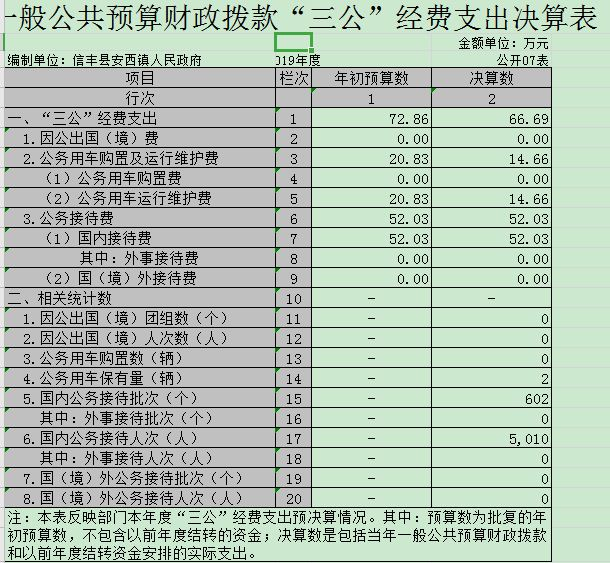 一般公共预算财政拨款“三公”经费支出决算表
金额单位：万元
编制单位：信丰县安西镇人民政府 019年度 公开07表
项目 栏次 年初预算数 决算数
行次 1 2
一、“三公”经费支出 1 72.86 66.69
1.因公出国（境）费 2 0.00 0.00
2.公务用车购置及运行维护费 3 20.83 14.66
（1）公务用车购置费 4 0.00 0.00
（2）公务用车运行维护费 5 20.83 14.66
3.公务接待费 6 52.03 52.03
（1）国内接待费 7 52.03 52.03
其中：外事接待费 8 0.00 0.00
（2）国（境）外接待费 9 0.00 0.00
二、相关统计数 10 – –
1.因公出国（境）团组数（个） 11 – 0
2.因公出国（境）人次数（人） 12 – 0
3.公务用车购置数（辆） 13 – 0
4.公务用车保有量（辆） 14 – 2
5.国内公务接待批次（个） 15 – 602
其中：外事接待批次（个） 16 – 0
6.国内公务接待人次（人） 17 – 5,010
其中：外事接待人次（人） 18 – 0
7.国（境）外公务接待批次（个） 19 – 0
8.国（境）外公务接待人次（人） 20 – 0
注：本表反映部门本年度“三公”经费支出预决算情况。其中：预算数为批复的年
初预算数，不包含以前年度结转的资金；决算数是包括当年一般公共预算财政拨款
和以前年度结转资金安排的实际支出。